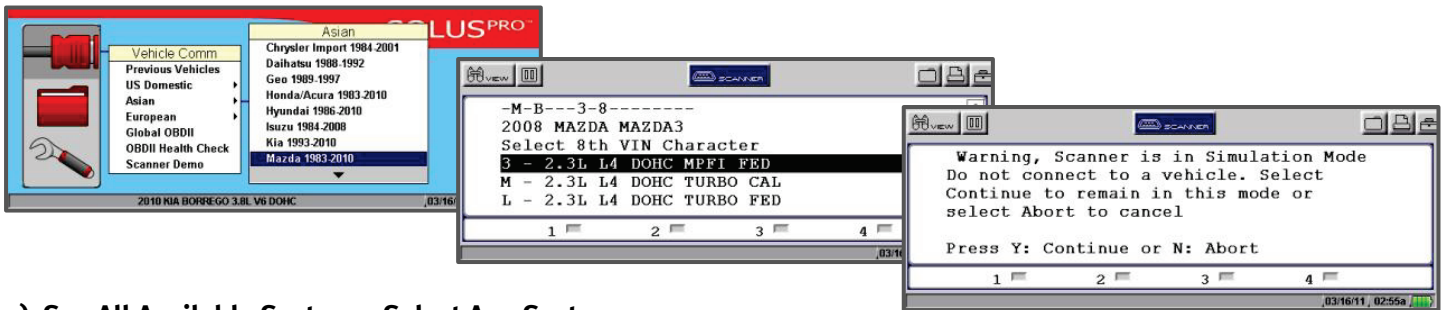 SOLUSPRO™
Vehicle Comm
Previous Vehicles
US Domestic
Asian
European
Global OBDII
OBDII Health Check
Scanner Demo
Asian
Chrysler Import 1984-2001
Daihatsu 1988-1992
Geo 1989-1997
Honda/Acura 1983-2010
Hyundai 1986-2010
Isuzu 1984-2008
Kia 1993-2010
Mazda 1983-2010
2010 KIA BORREGO 3.8L V6 DOHC
VIEW
SCANNER
-M-B---3-8--------
2008 MAZDA MAZDA3
Select 8th VIN Character
3 - 2.3L L4 DOHC MPFI FED
M - 2.3L L4 DOHC TURBO CAL
L - 2.3L L4 DOHC TURBO FED
1 2 3 4
VIEW
SCANNER
Warning, Scanner is in Simulation Mode
Do not connect to a vehicle. Select
Continue to remain in this mode or
select Abort to cancel
Press Y: Continue or N: Abort
1 2 3 4
03/16/11 02:55a